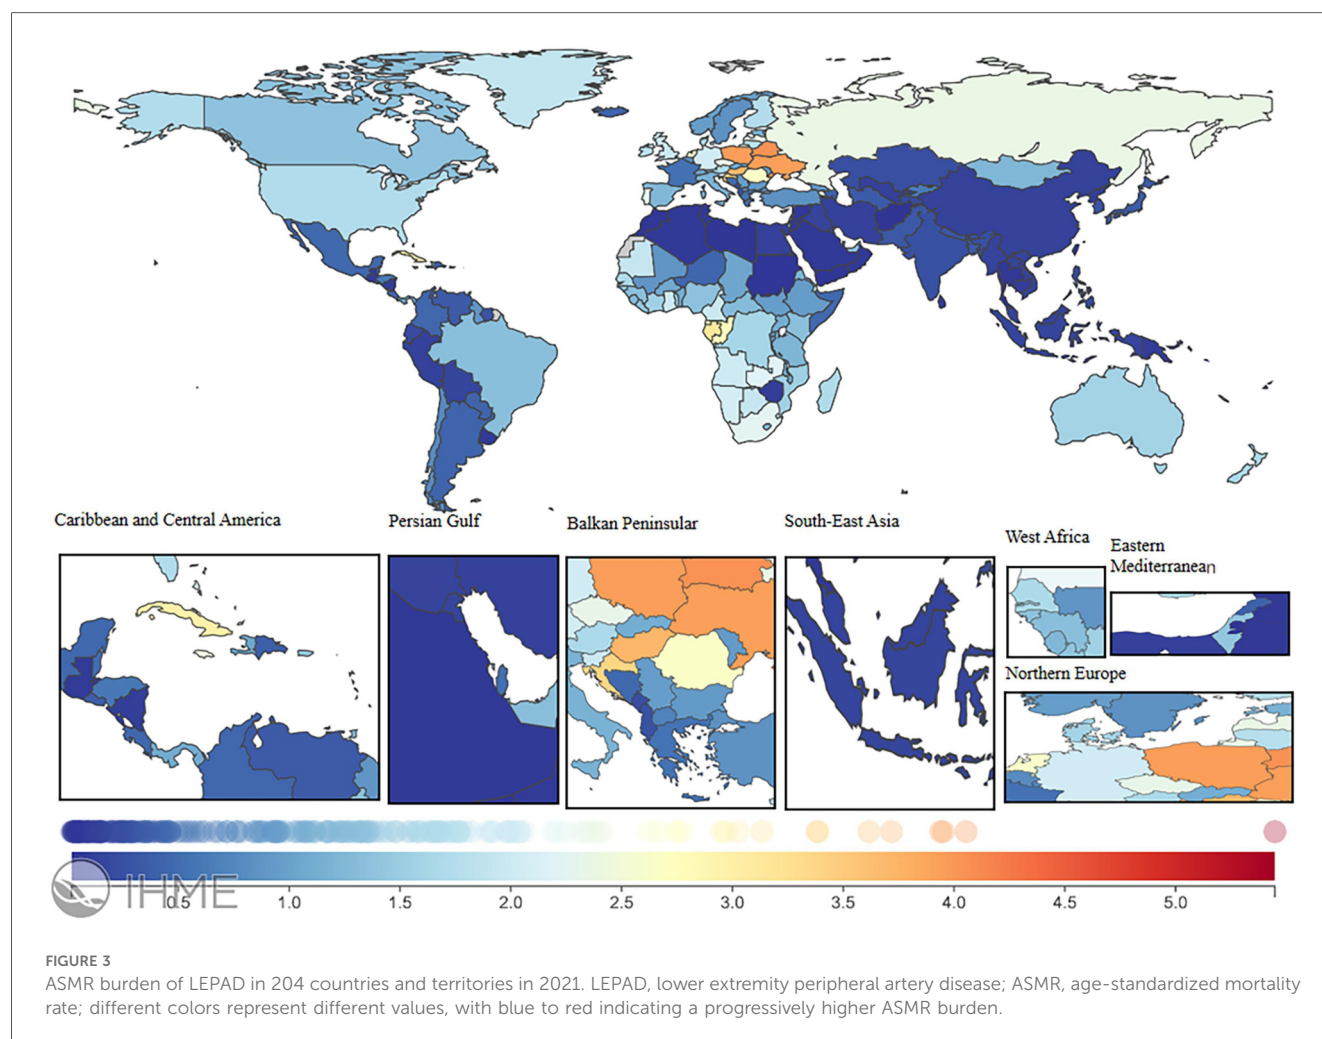 Caribbean and Central America
Persian Gulf
Balkan Peninsular
South-East Asia
West Africa
Eastern
Mediterranean
Northern Europe
IHME
0.5 1.0 1.5 2.0 2.5 3.0 3.5 4.0 4.5 5.0
FIGURE 3
ASMR burden of LEPAD in 204 countries and territories in 2021. LEPAD, lower extremity peripheral artery disease; ASMR, age-standardized mortality
rate; different colors represent different values, with blue to red indicating a progressively higher ASMR burden.